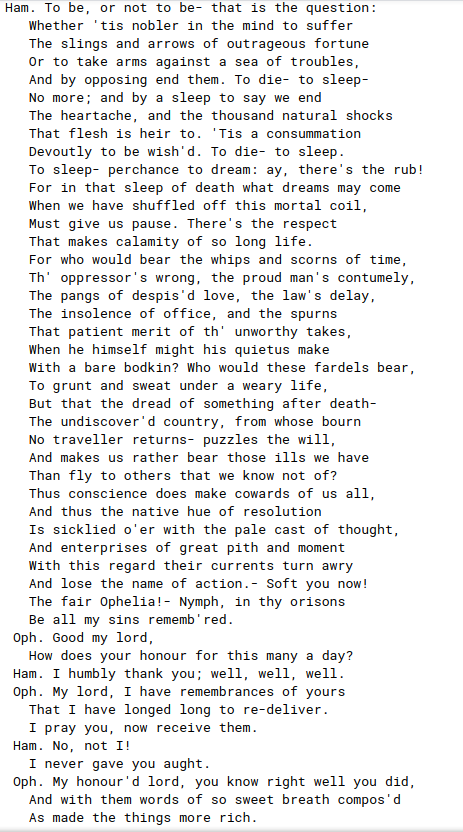 Ham. To be, or not to be- that is the question:
Whether 'tis nobler in the mind to suffer
The slings and arrows of outrageous fortune
Or to take arms against a sea of troubles,
And by opposing end them. To die- to sleep-
No more; and by a sleep to say we end
The heartache, and the thousand natural shocks
That flesh is heir to. 'Tis a consummation
Devoutly to be wish'd. To die- to sleep.
To sleep- perchance to dream: ay, there's the rub!
For in that sleep of death what dreams may come
When we have shuffled off this mortal coil,
Must give us pause. There's the respect
That makes calamity of so long life.
For who would bear the whips and scorns of time,
Th' oppressor's wrong, the proud man's contumely,
The pangs of despis'd love, the law's delay,
The insolence of office, and the spurns
That patient merit of th' unworthy takes,
When he himself might his quietus make
With a bare bodkin? Who would these fardels bear,
To grunt and sweat under a weary life,
But that the dread of something after death-
The undiscover'd country, from whose bourn
No traveller returns- puzzles the will,
And makes us rather bear those ills we have
Than fly to others that we know not of?
Thus conscience does make cowards of us all,
And thus the native hue of resolution
Is sicklied o'er with the pale cast of thought,
And enterprises of great pith and moment
With this regard their currents turn awry
And lose the name of action.- Soft you now!
The fair Ophelia!- Nymph, in thy orisons
Be all my sins rememb'red.
Oph. Good my lord,
How does your honour for this many a day?
Ham. I humbly thank you; well, well, well.
Oph. My lord, I have remembrances of yours
That I have longed long to re-deliver.
I pray you, now receive them.
Ham. No, not I!
I never gave you aught.
Oph. My honour'd lord, you know right well you did,
And with them words of so sweet breath compos'd
As made the things more rich.